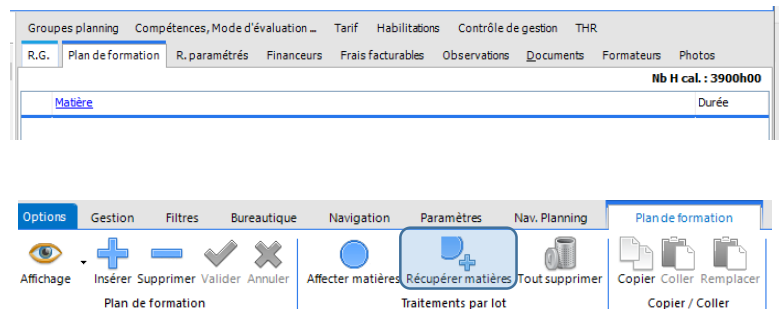 Groupes planning Compétences, Mode d'évaluation ... Tarif Habilitations Contrôle de gestion THR
R.G. Plan de formation R. paramétrés Financeurs Frais facturables Observations Documents Formateurs Photos
Nb H cal. : 3900h00
Matière Durée
Options Gestion Filtres Bureautique Navigation Paramètres Nav. Planning Plan de formation
Affichage Insérer Supprimer Valider Annuler Affecter matières Récupérer matières Tout supprimer Copier Coller Remplacer
Plan de formation Traitements par lot Copier / Coller